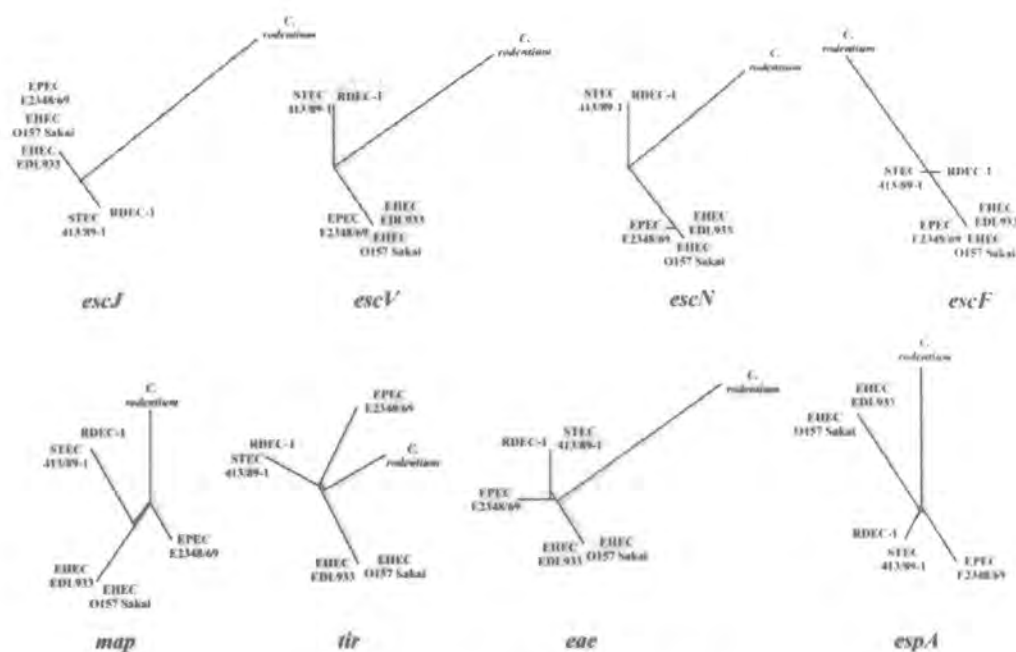 C.
rodentium
EPEC
E2348/69
EHEC
O157 Sakai
EHEC
EDL933
STEC RDEC-1
413/89-1
escJ
C.
rodentium
STEC RDEC-1
413/89-1
EPEC EHEC
E2348/69 EDL933
EHEC
O157 Sakai
escV
C.
rodentium
STEC RDEC-1
413/89-1
EPEC EHEC
E2348/69 EDL933
EHEC
O157 Sakai
escN
C.
rodentium
STEC RDEC-1
413/89-1
EPEC EHEC
E2348/69 EDL933
EHEC
O157 Sakai
escF
C.
rodentium
RDEC-1
STEC
413/89-1
EPEC
E2348/69
EHEC
EDL933 EHEC
O157 Sakai
map
EPEC
E2348/69
RDEC-1
STEC
413/89-1
C.
rodentium
EHEC EHEC
EDL933 O157 Sakai
tir
C.
rodentium
RDEC-1 STEC
413/89-1
EPEC
E2348/69
EHEC EHEC
EDL933 O157 Sakai
eae
C.
rodentium
EHEC
EDL933
EHEC
O157 Sakai
RDEC-1
STEC
413/89-1
EPEC
E2348/69
espA